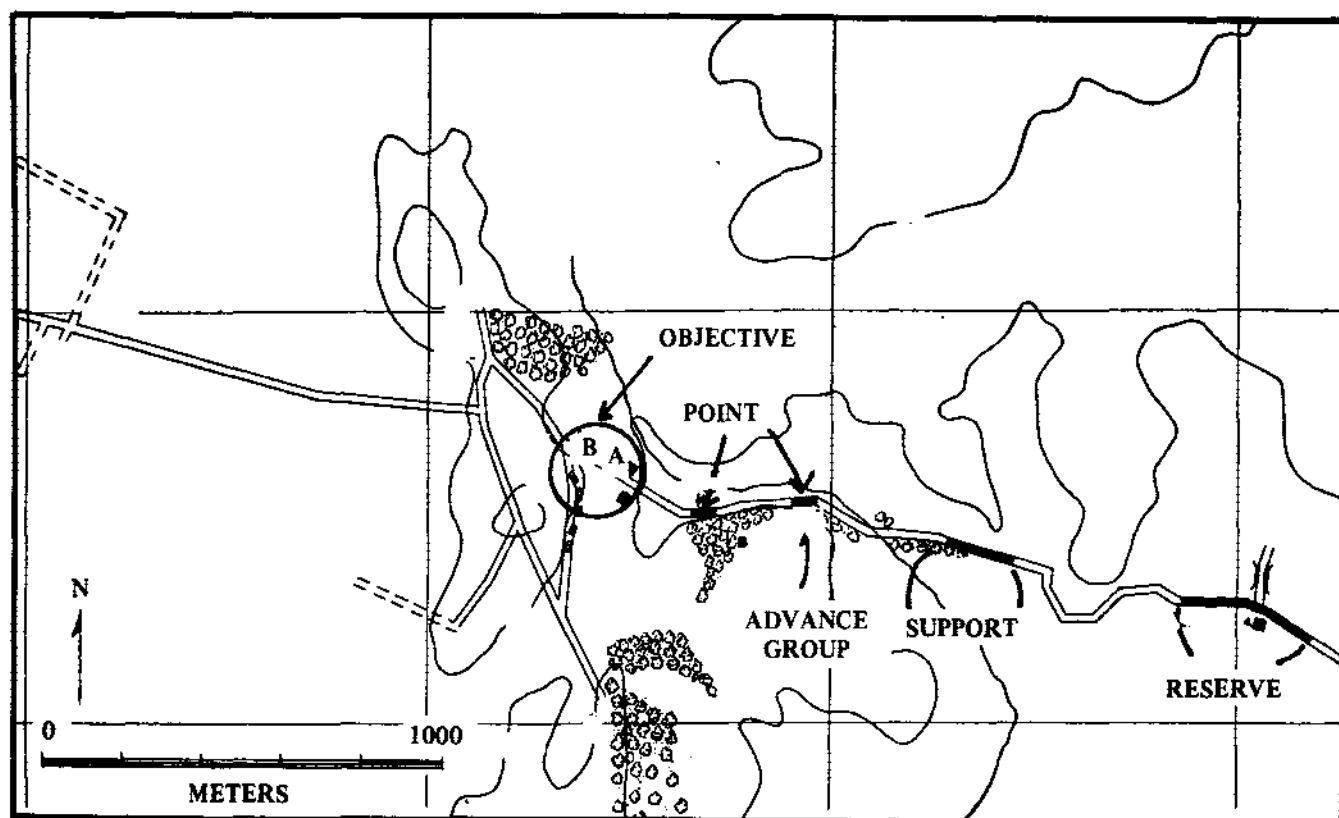 OBJECTIVE
POINT
B
A
ADVANCE
GROUP
SUPPORT
RESERVE
N
0 1000
METERS